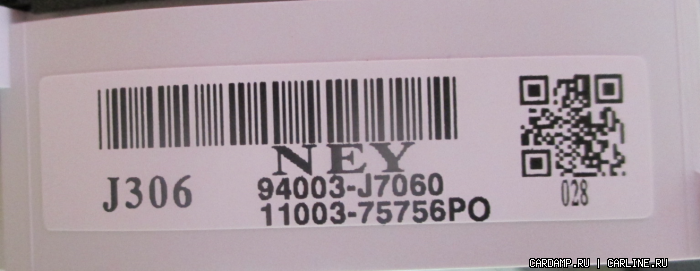 NEY
J306
94003-J7060
11003-75756PO
028
CARDAMP.RU | CARLINE.RU